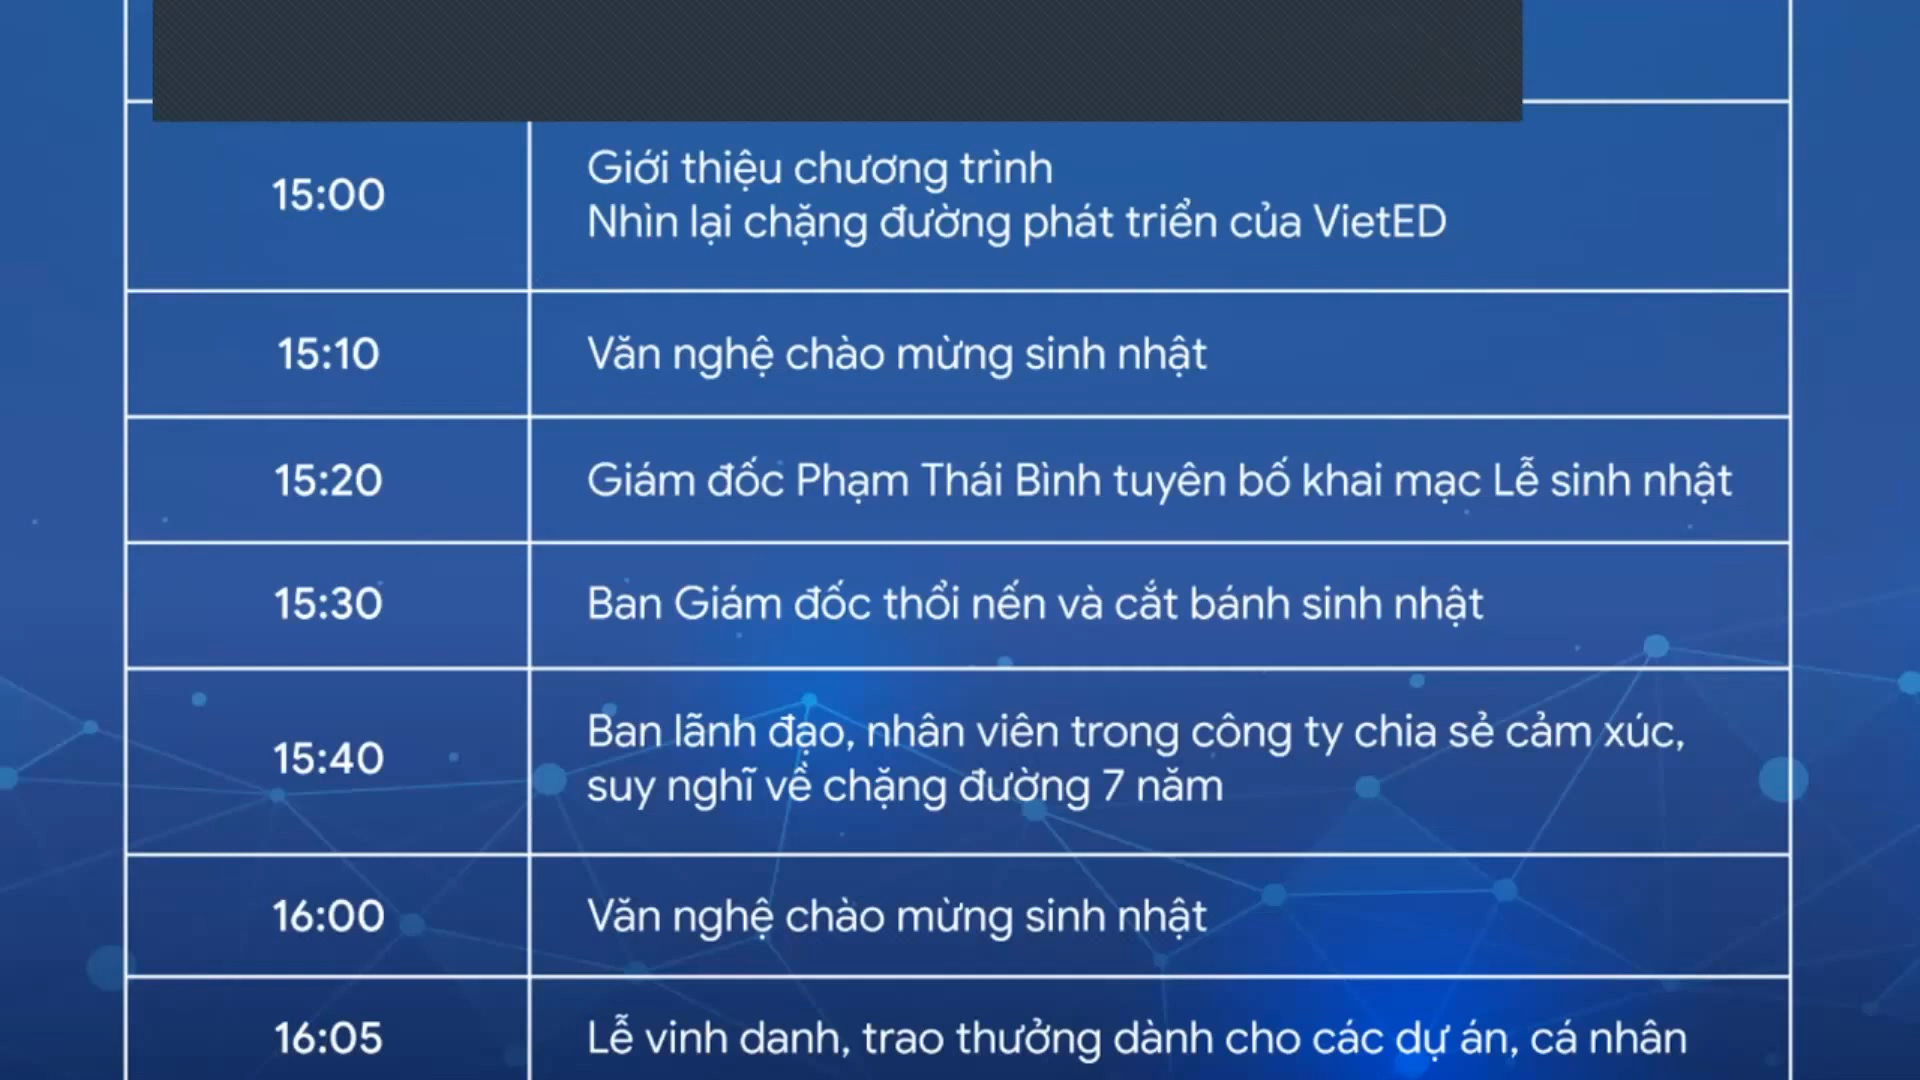 15:00
Giới thiệu chương trình
Nhìn lại chặng đường phát triển của VietED
15:10
Văn nghệ chào mừng sinh nhật
15:20
Giám đốc Phạm Thái Bình tuyên bố khai mạc Lễ sinh nhật
15:30
Ban Giám đốc thổi nến và cắt bánh sinh nhật
15:40
Ban lãnh đạo, nhân viên trong công ty chia sẻ cảm xúc,
suy nghĩ về chặng đường 7 năm
16:00
Văn nghệ chào mừng sinh nhật
16:05
Lễ vinh danh, trao thưởng dành cho các dự án, cá nhân